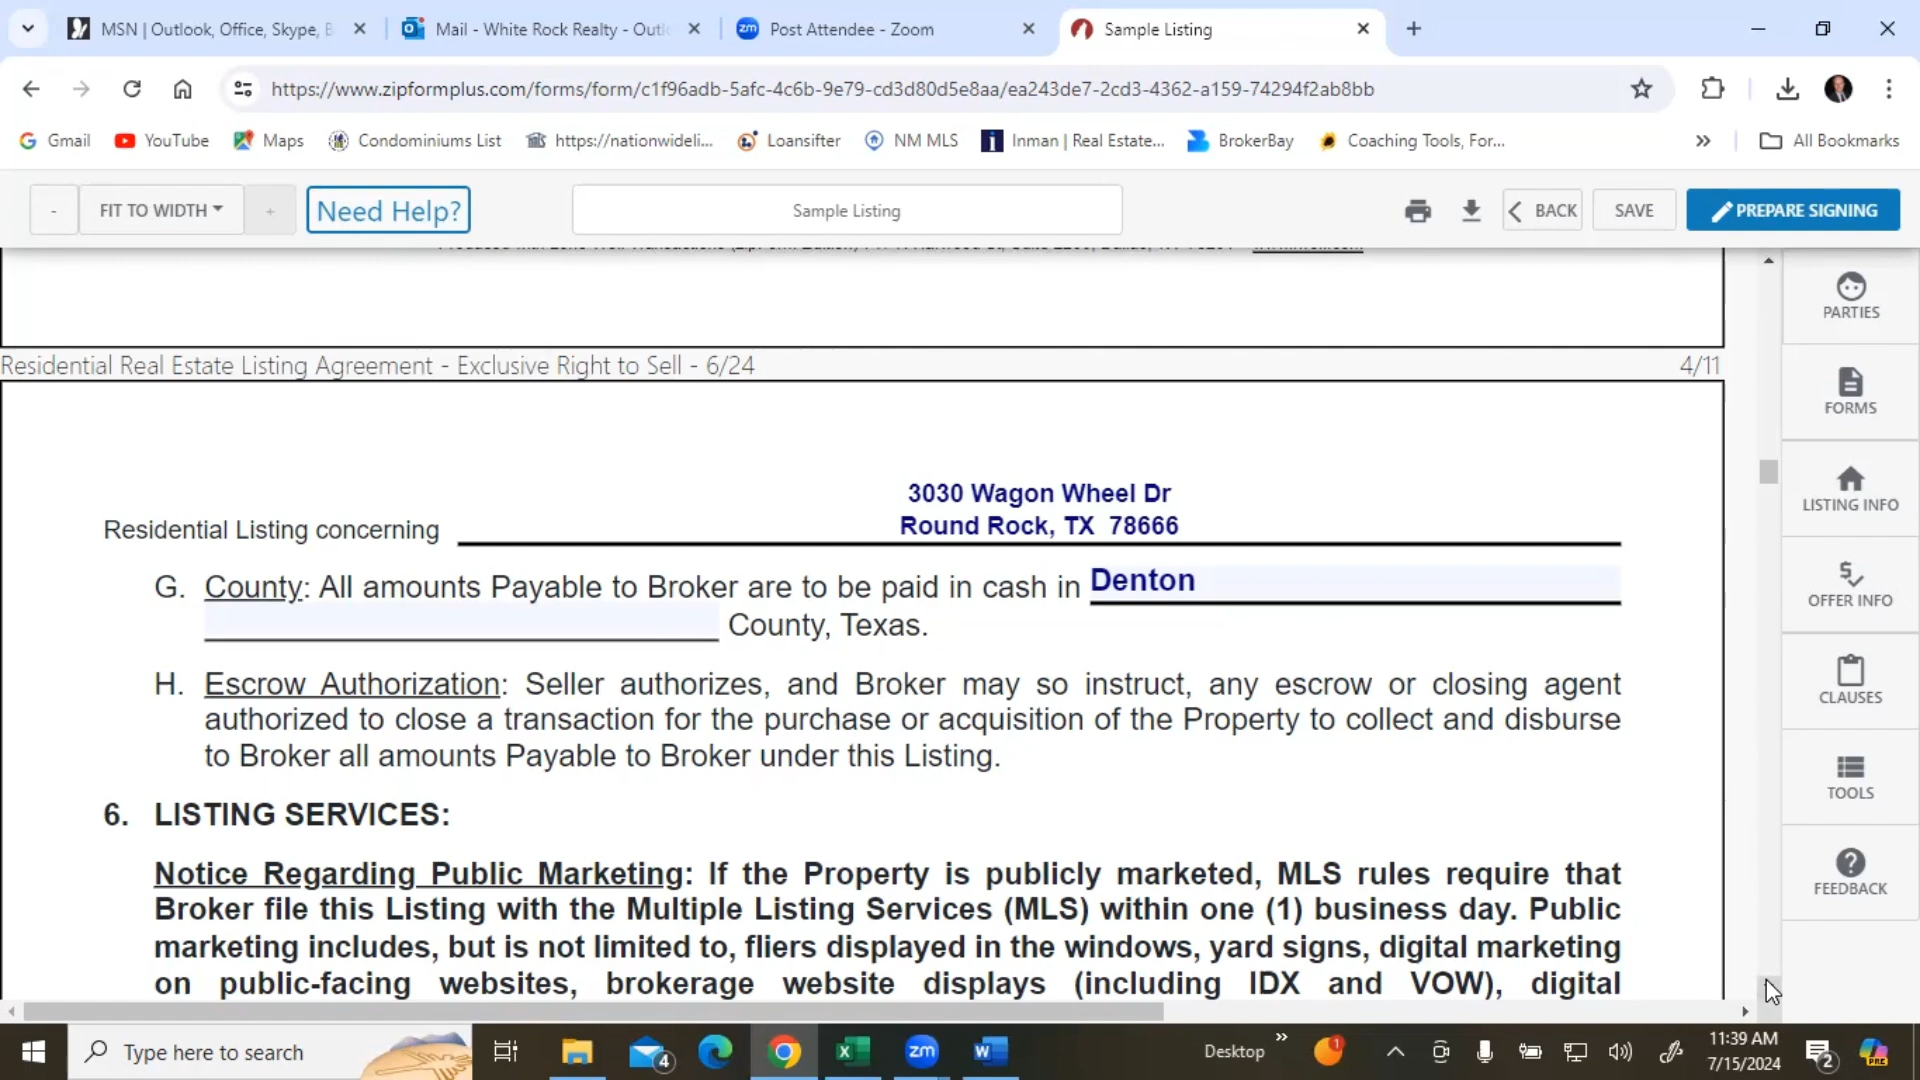 MSN | Outlook, Office, Skype, B
Mail - White Rock Realty - Outlo
zm
Post Attendee - Zoom
Sample Listing
https://www.zipformplus.com/forms/form/c1f96adb-5afc-4c6b-9e79-cd3d80d5e8aa/ea243de7-2cd3-4362-a159-74294f2ab8bb
Gmail
YouTube
Maps
Condominiums List
https://nationwideli...
Loansifter
NM MLS
Inman | Real Estate...
BrokerBay
Coaching Tools, For...
All Bookmarks
-
FIT TO WIDTH
+
Need Help?
Sample Listing
BACK
SAVE
PREPARE SIGNING
Residential Real Estate Listing Agreement - Exclusive Right to Sell - 6/24
4/11
3030 Wagon Wheel Dr
Round Rock, TX 78666
Residential Listing concerning
G. County: All amounts Payable to Broker are to be paid in cash in Denton
County, Texas.
H. Escrow Authorization: Seller authorizes, and Broker may so instruct, any escrow or closing agent
authorized to close a transaction for the purchase or acquisition of the Property to collect and disburse
to Broker all amounts Payable to Broker under this Listing.
6. LISTING SERVICES:
Notice Regarding Public Marketing: If the Property is publicly marketed, MLS rules require that
Broker file this Listing with the Multiple Listing Services (MLS) within one (1) business day. Public
marketing includes, but is not limited to, fliers displayed in the windows, yard signs, digital marketing
on public-facing websites, brokerage website displays (including IDX and VOW), digital
PARTIES
FORMS
LISTING INFO
OFFER INFO
CLAUSES
TOOLS
FEEDBACK
Type here to search
4
zm
Desktop
1
11:39 AM
7/15/2024
2
PRE